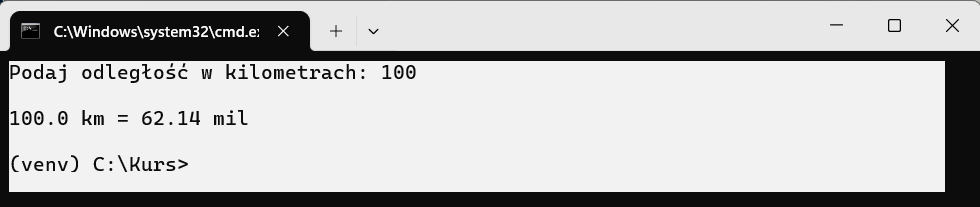 C:\Windows\system32\cmd.e
Podaj odległość w kilometrach: 100
100.0 km = 62.14 mil
(venv) C:\Kurs>